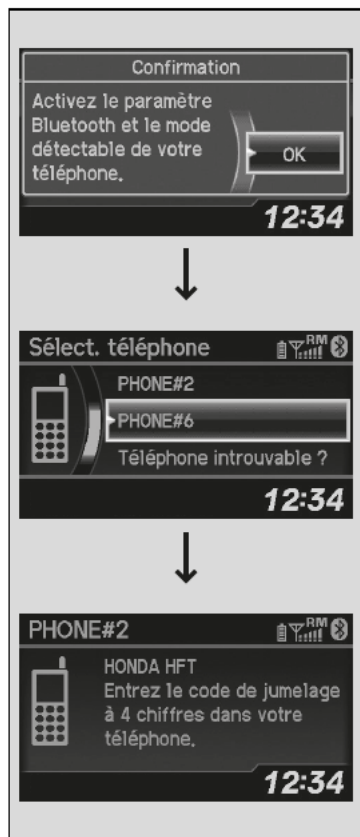 Confirmation
Activez le paramètre
Bluetooth et le mode
détectable de votre
téléphone.
OK
12:34
Sélect. téléphone
RM
PHONE#2
PHONE#6
Téléphone introuvable ?
12:34
PHONE#2
RM
HONDA HFT
Entrez le code de jumelage
à 4 chiffres dans votre
téléphone.
12:34